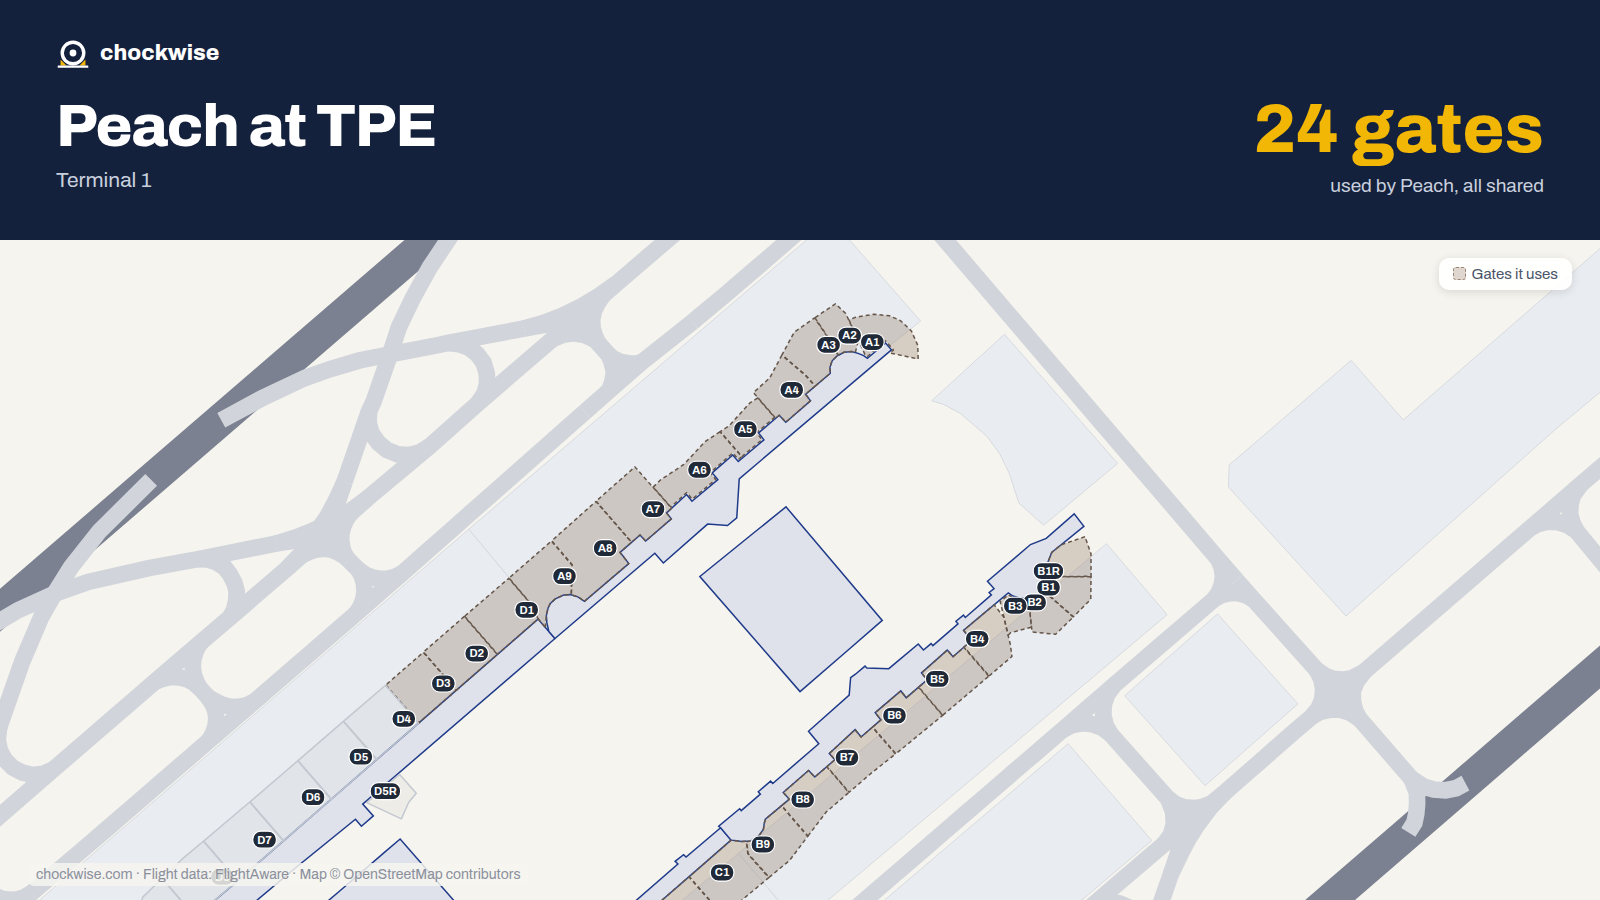 chockwise
Peach at TPE
Terminal 1
24 gates
used by Peach, all shared
Gates it uses
A1
A2
A3
A4
A5
A6
A7
A8
A9
D1
D2
D3
D4
D5
D5R
D6
D7
B1R
B1
B2
B3
B4
B5
B6
B7
B8
B9
C1
chockwise.com · Flight data: FlightAware · Map © OpenStreetMap contributors